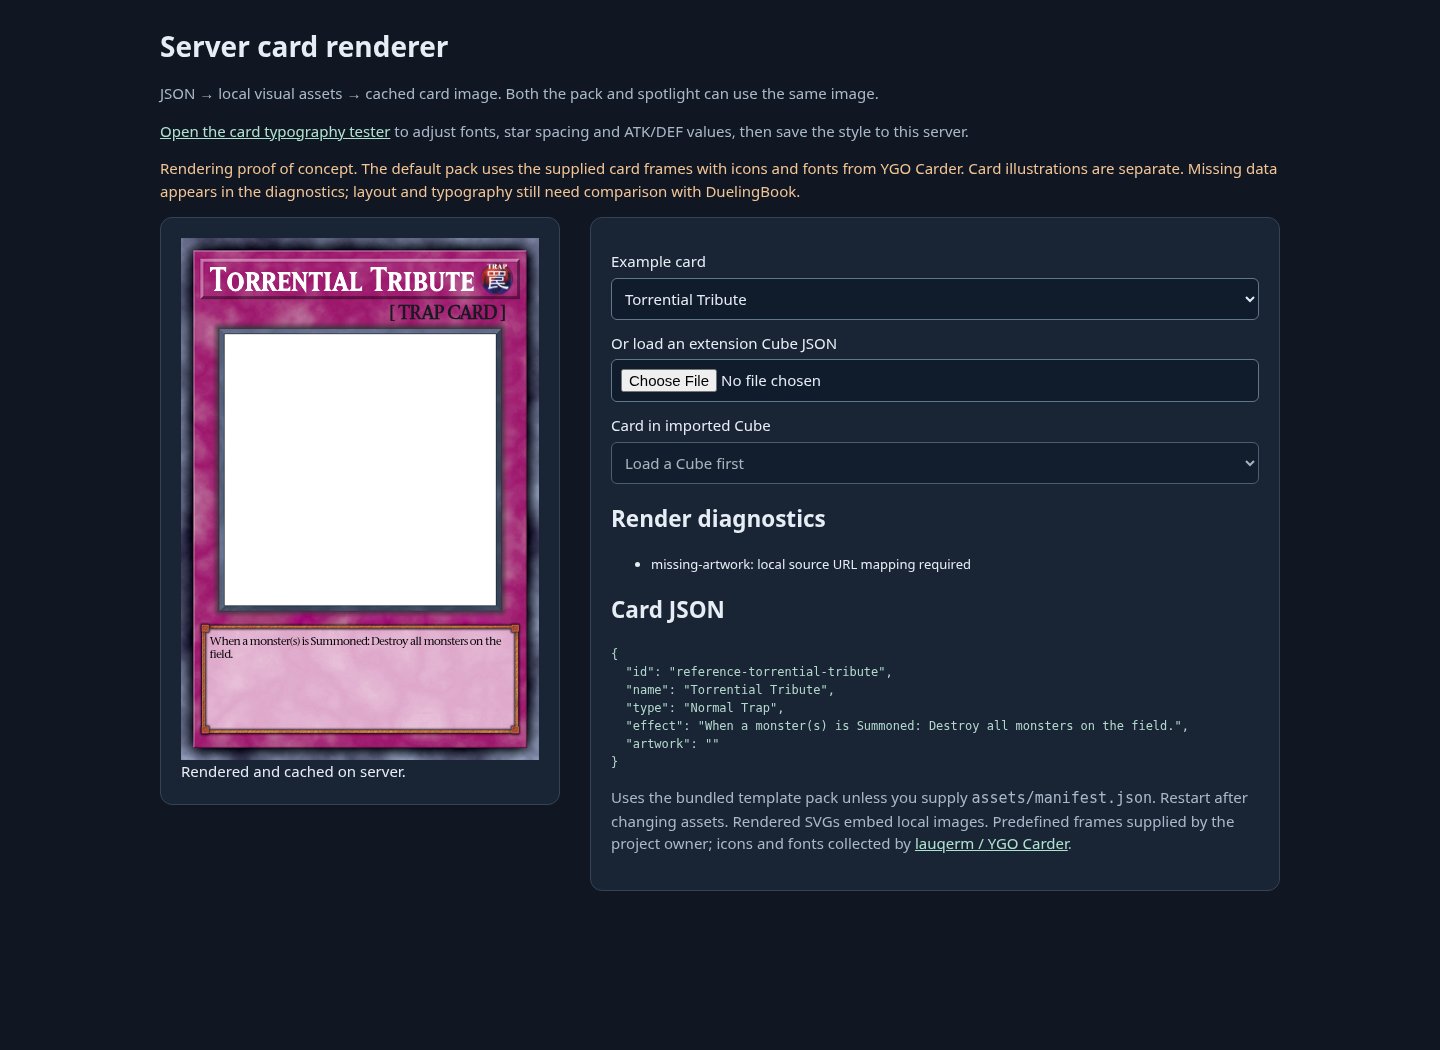 Server card renderer
JSON → local visual assets → cached card image. Both the pack and spotlight can use the same image.
Open the card typography tester to adjust fonts, star spacing and ATK/DEF values, then save the style to this server.
Rendering proof of concept. The default pack uses the supplied card frames with icons and fonts from YGO Carder. Card illustrations are separate. Missing data
appears in the diagnostics; layout and typography still need comparison with DuelingBook.
Torrential Tribute
TRAP
罠
[ TRAP CARD ]
When a monster(s) is Summoned: Destroy all monsters on the
field.
Rendered and cached on server.
Example card
Torrential Tribute
Or load an extension Cube JSON
Choose File No file chosen
Card in imported Cube
Load a Cube first
Render diagnostics
• missing-artwork: local source URL mapping required
Card JSON
{
  "id": "reference-torrential-tribute",
  "name": "Torrential Tribute",
  "type": "Normal Trap",
  "effect": "When a monster(s) is Summoned: Destroy all monsters on the field.",
  "artwork": ""
}
Uses the bundled template pack unless you supply assets/manifest.json. Restart after
changing assets. Rendered SVGs embed local images. Predefined frames supplied by the
project owner; icons and fonts collected by lauqerm / YGO Carder.